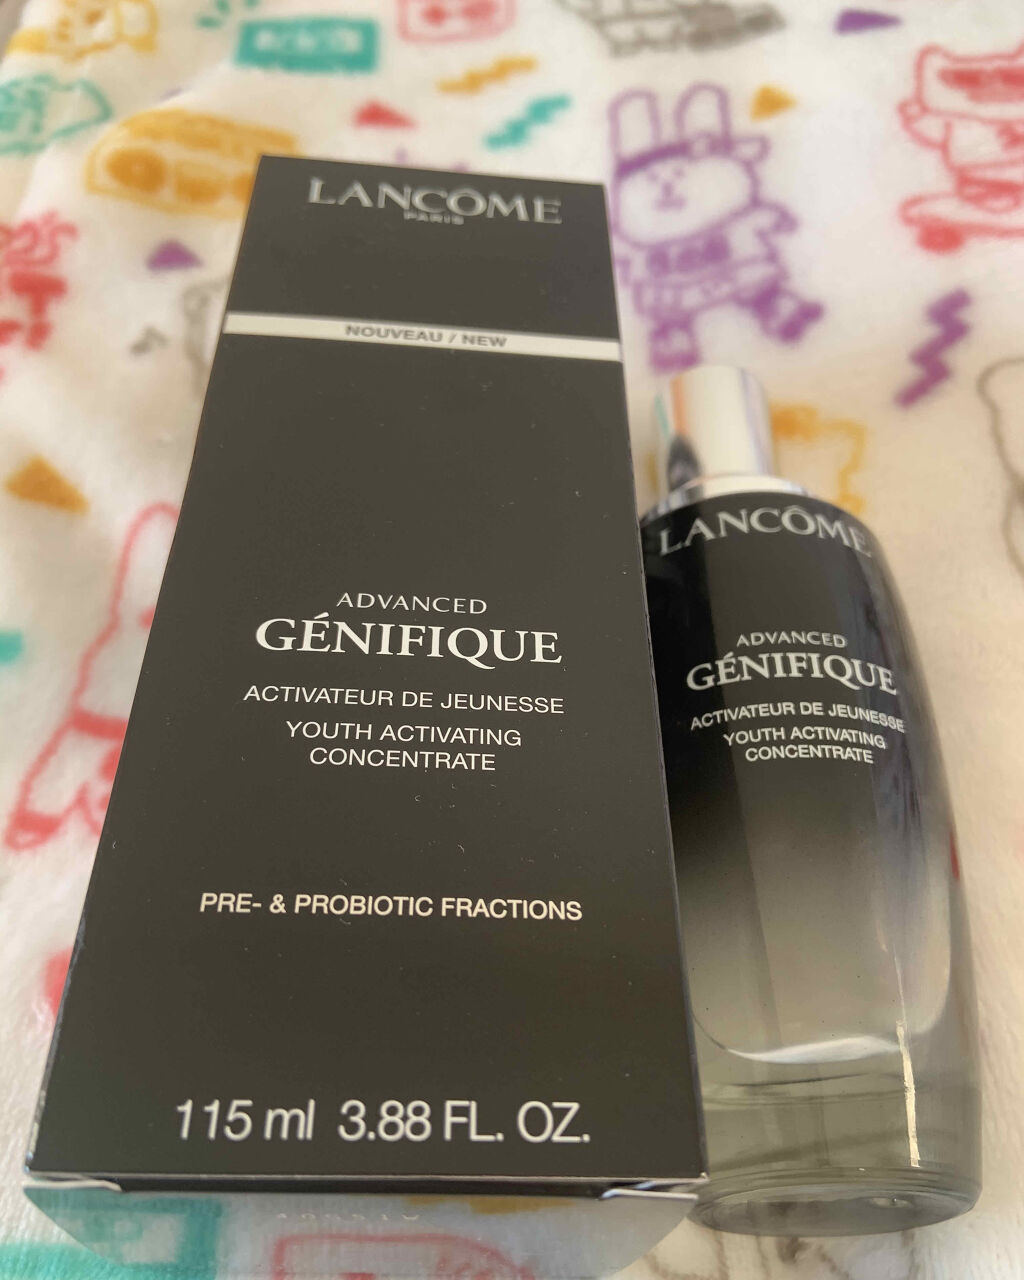 LANCÔME
PARIS
NOUVEAU / NEW
ADVANCED
GÉNIFIQUE
ACTIVATEUR DE JEUNESSE
YOUTH ACTIVATING
CONCENTRATE
PRE- & PROBIOTIC FRACTIONS
115 ml 3.88 FL. OZ.
LANCÔME
ADVANCED
GÉNIFIQUE
ACTIVATEUR DE JEUNESSE
YOUTH ACTIVATING
CONCENTRATE